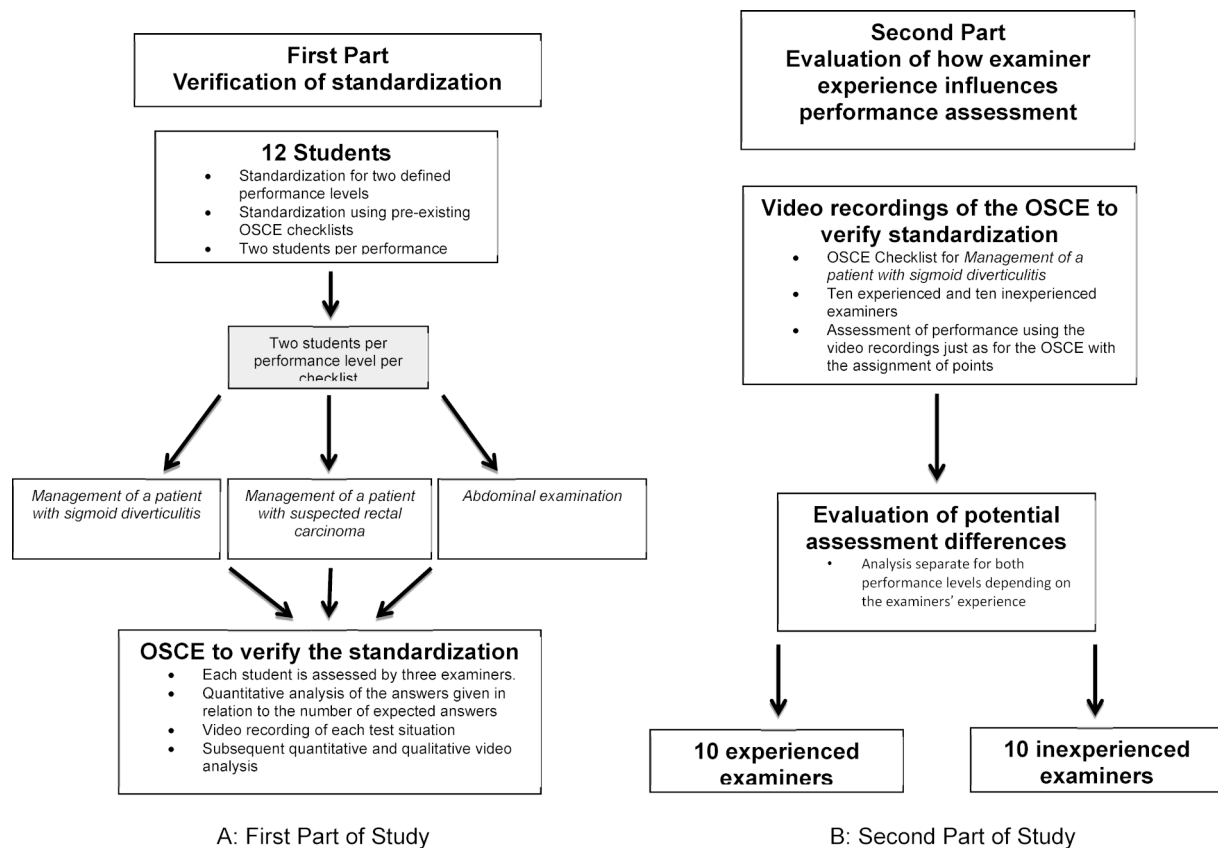 First Part
Verification of standardization
12 Students
• Standardization for two defined
performance levels
• Standardization using pre-existing
OSCE checklists
• Two students per performance
Two students per
performance level per
checklist
Management of a patient
with sigmoid diverticulitis
Management of a patient
with suspected rectal
carcinoma
Abdominal examination
OSCE to verify the standardization
• Each student is assessed by three examiners.
• Quantitative analysis of the answers given in
relation to the number of expected answers
• Video recording of each test situation
• Subsequent quantitative and qualitative video
analysis
A: First Part of Study
Second Part
Evaluation of how examiner
experience influences
performance assessment
Video recordings of the OSCE to
verify standardization
• OSCE Checklist for Management of a
patient with sigmoid diverticulitis
• Ten experienced and ten inexperienced
examiners
• Assessment of performance using the
video recordings just as for the OSCE with
the assignment of points
Evaluation of potential
assessment differences
• Analysis separate for both
performance levels depending on
the examiners' experience
10 experienced
examiners
10 inexperienced
examiners
B: Second Part of Study